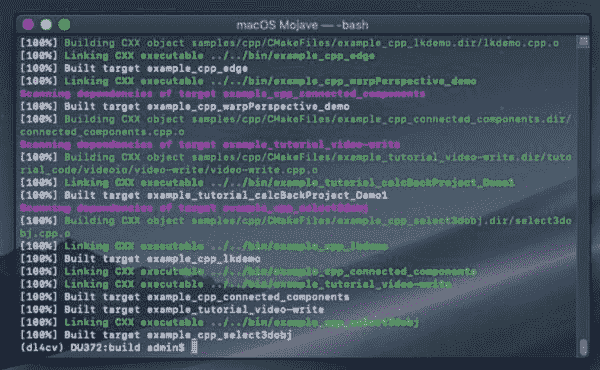 macOS Mojave — -bash
[100%] Building CXX object samples/cpp/CMakeFiles/example_cpp_lkdemo.dir/lkdemo.cpp.o
[100%] Linking CXX executable ../../bin/example_cpp_edge
[100%] Built target example_cpp_edge
[100%] Linking CXX executable ../../bin/example_cpp_warpPerspective_demo
Scanning dependencies of target example_cpp_connected_components
[100%] Built target example_cpp_warpPerspective_demo
[100%] Building CXX object samples/cpp/CMakeFiles/example_cpp_connected_components.dir/
connected_components.cpp.o
Scanning dependencies of target example_tutorial_video-write
[100%] Building CXX object samples/cpp/CMakeFiles/example_tutorial_video-write.dir/tuto
rial_code/videoio/video-write/video-write.cpp.o
[100%] Linking CXX executable ../../bin/example_tutorial_calcBackProject_Demo1
[100%] Built target example_tutorial_calcBackProject_Demo1
Scanning dependencies of target example_cpp_select3dobj
[100%] Building CXX object samples/cpp/CMakeFiles/example_cpp_select3dobj.dir/select3do
bj.cpp.o
[100%] Linking CXX executable ../../bin/example_cpp_lkdemo
[100%] Built target example_cpp_lkdemo
[100%] Linking CXX executable ../../bin/example_cpp_connected_components
[100%] Linking CXX executable ../../bin/example_tutorial_video-write
[100%] Built target example_cpp_connected_components
[100%] Built target example_tutorial_video-write
[100%] Linking CXX executable ../../bin/example_cpp_select3dobj
[100%] Built target example_cpp_select3dobj
(dl4cv) DU372:build admin$